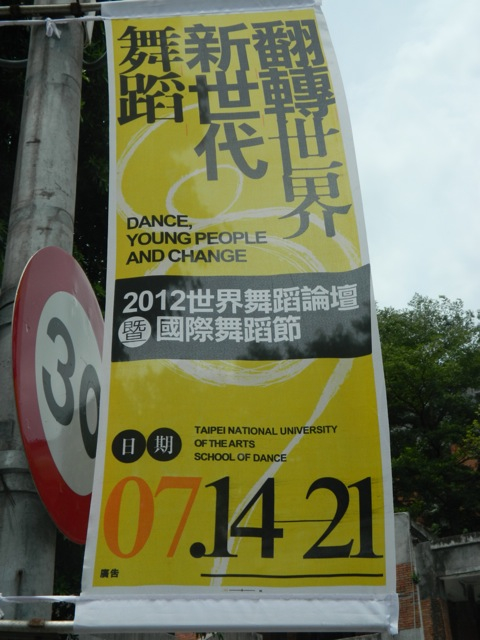 翻轉世界
新世代
舞蹈
DANCE,
YOUNG PEOPLE
AND CHANGE
2012世界舞蹈論壇
暨國際舞蹈節
日期
TAIPEI NATIONAL UNIVERSITY
OF THE ARTS
SCHOOL OF DANCE
07.14-21
廣告
30